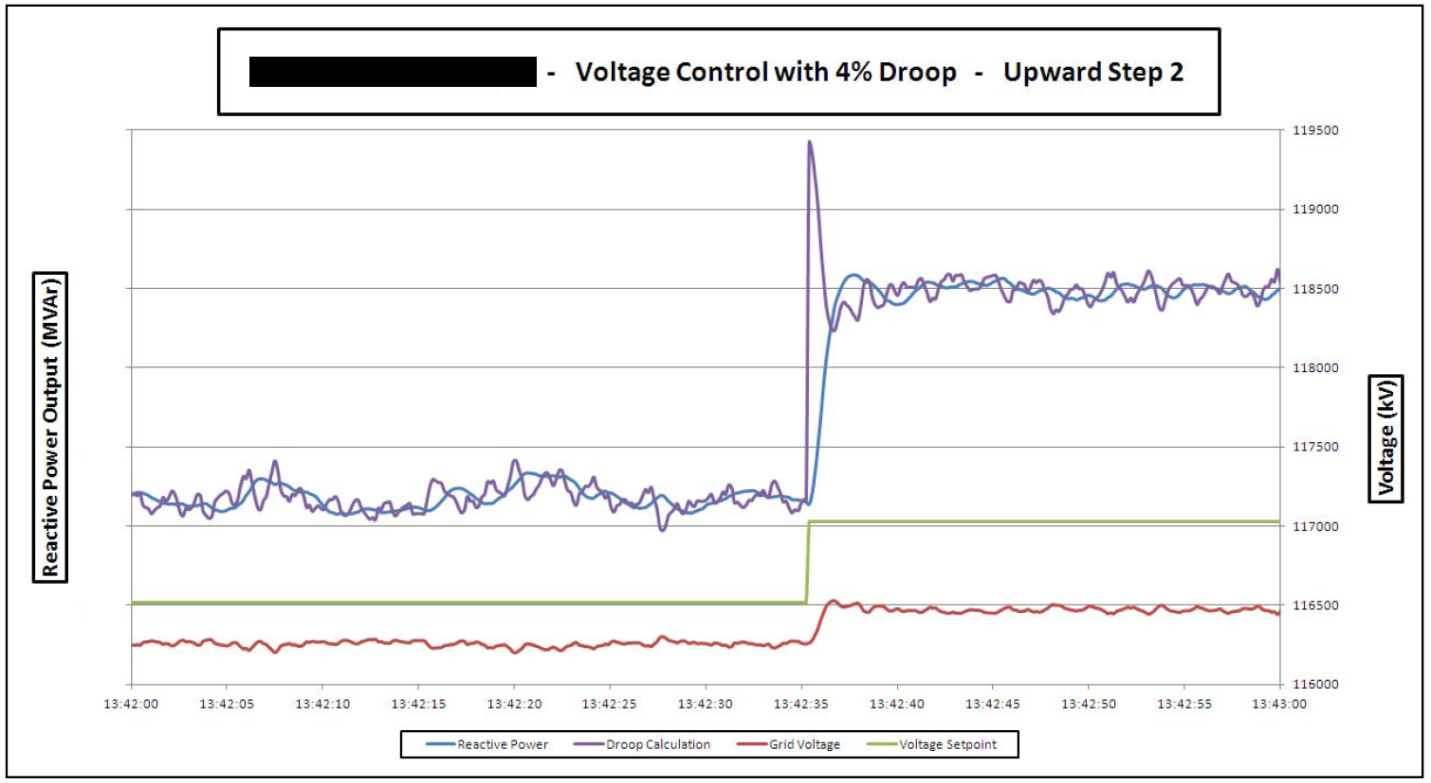 - Voltage Control with 4% Droop - Upward Step 2
Reactive Power Output (MVAr)
119500
119000
118500
118000
117500
117000
116500
116000
Voltage (kV)
13:42:00 13:42:05 13:42:10 13:42:15 13:42:20 13:42:25 13:42:30 13:42:35 13:42:40 13:42:45 13:42:50 13:42:55 13:43:00
Reactive Power Droop Calculation Grid Voltage Voltage Setpoint